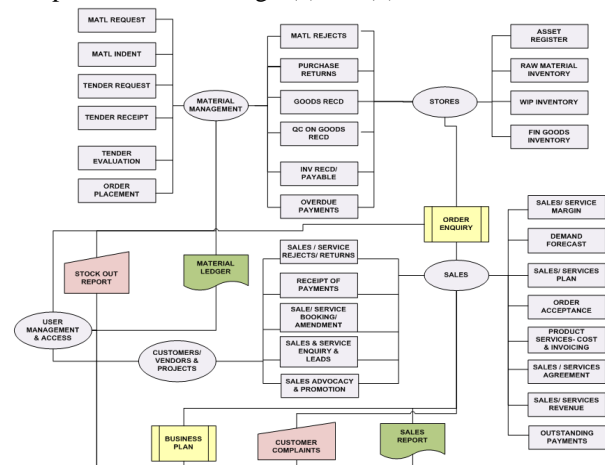 MATL REQUEST
MATL INDENT
TENDER REQUEST
TENDER RECEIPT
TENDER
EVALUATION
ORDER
PLACEMENT
MATERIAL
MANAGEMENT
MATL REJECTS
PURCHASE
RETURNS
GOODS RECD
QC ON GOODS
RECD
INV RECD/
PAYABLE
OVERDUE
PAYMENTS
STORES
ASSET
REGISTER
RAW MATERIAL
INVENTORY
WIP INVENTORY
FIN GOODS
INVENTORY
ORDER
ENQUIRY
STOCK OUT
REPORT
MATERIAL
LEDGER
SALES / SERVICE
REJECTS/ RETURNS
RECEIPT OF
PAYMENTS
SALE/ SERVICE
BOOKING/
AMENDMENT
SALES & SERVICE
ENQUIRY &
LEADS
SALES ADVOCACY
& PROMOTION
SALES
SALES/ SERVICE
MARGIN
DEMAND
FORECAST
SALES/ SERVICES
PLAN
ORDER
ACCEPTANCE
PRODUCT
SERVICES- COST
& INVOICING
SALES / SERVICES
AGREEMENT
SALES/ SERVICES
REVENUE
OUTSTANDING
PAYMENTS
USER
MANAGEMENT
& ACCESS
CUSTOMERS/
VENDORS &
PROJECTS
BUSINESS
PLAN
CUSTOMER
COMPLAINTS
SALES
REPORT